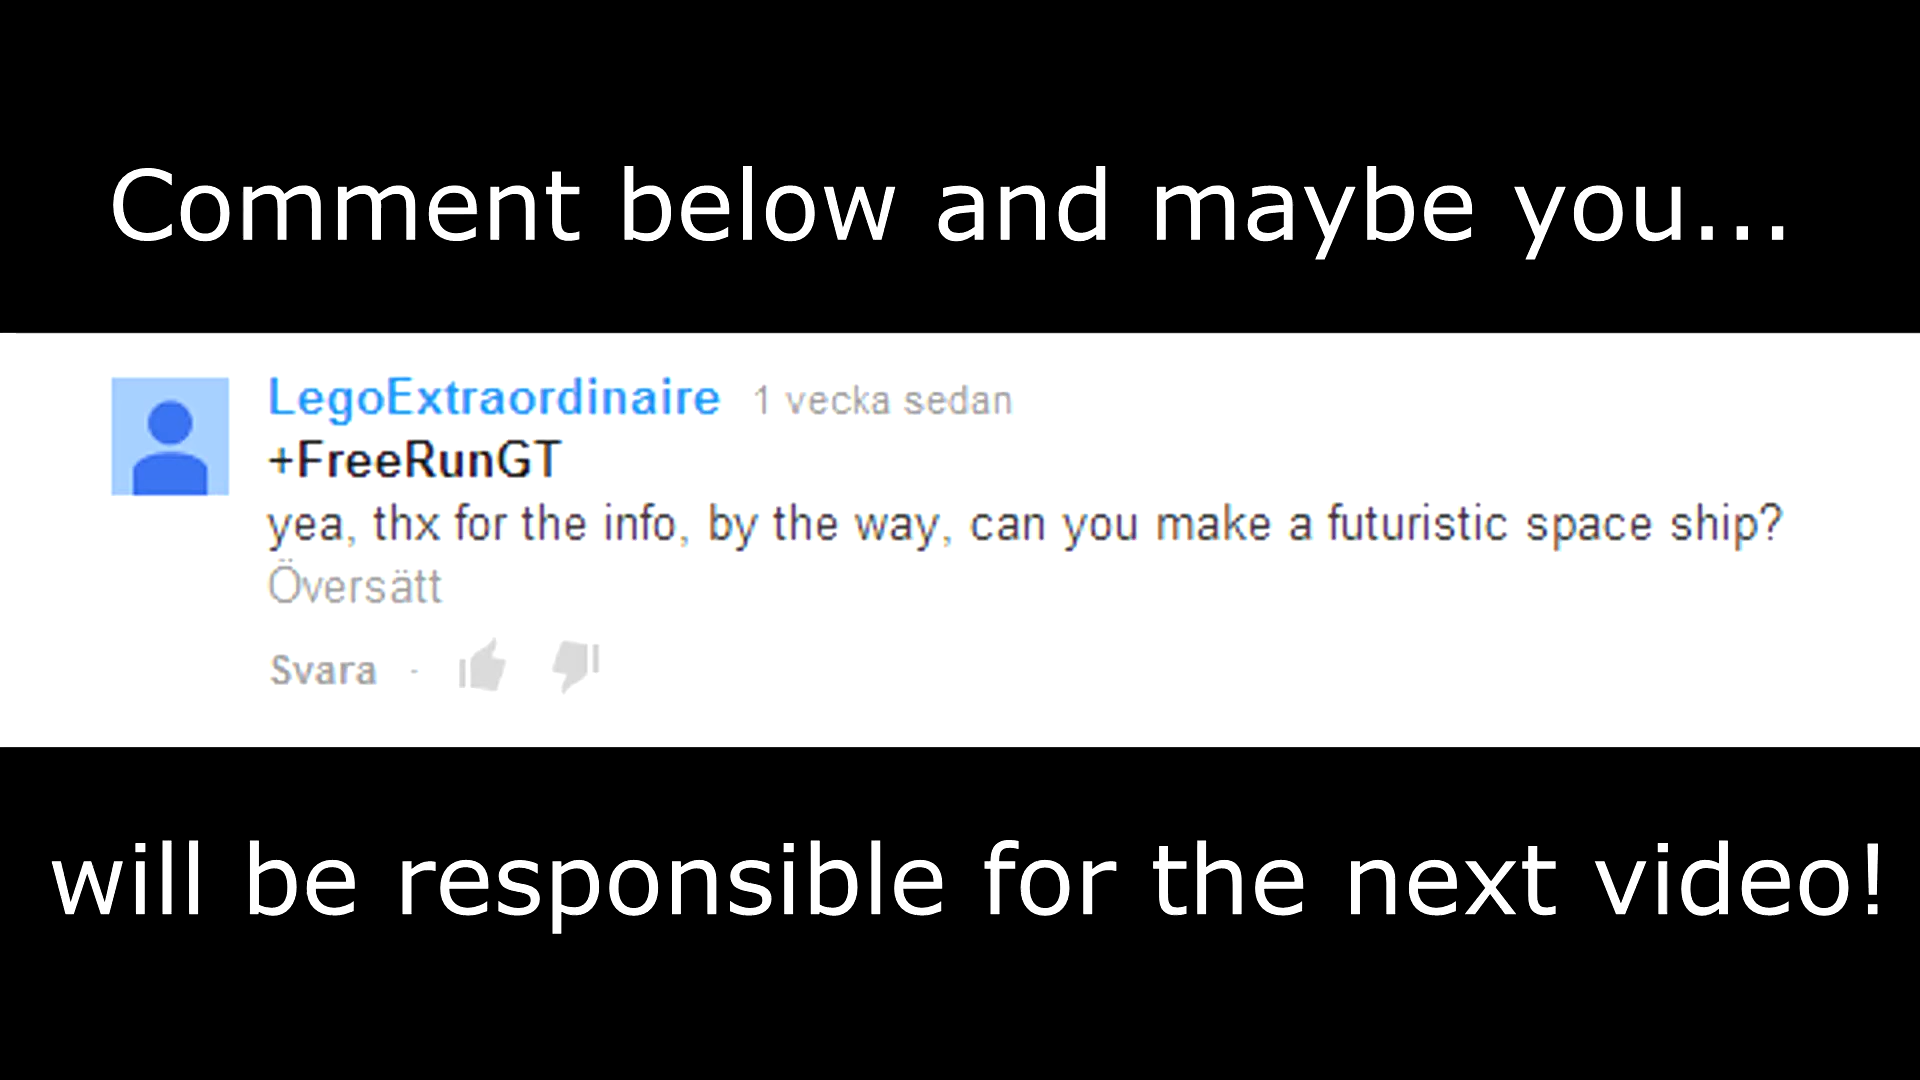 Comment below and maybe you...
LegoExtraordinaire 1 vecka sedan
+FreeRunGT
yea, thx for the info, by the way, can you make a futuristic space ship?
Översätt
Svara ·
will be responsible for the next video!